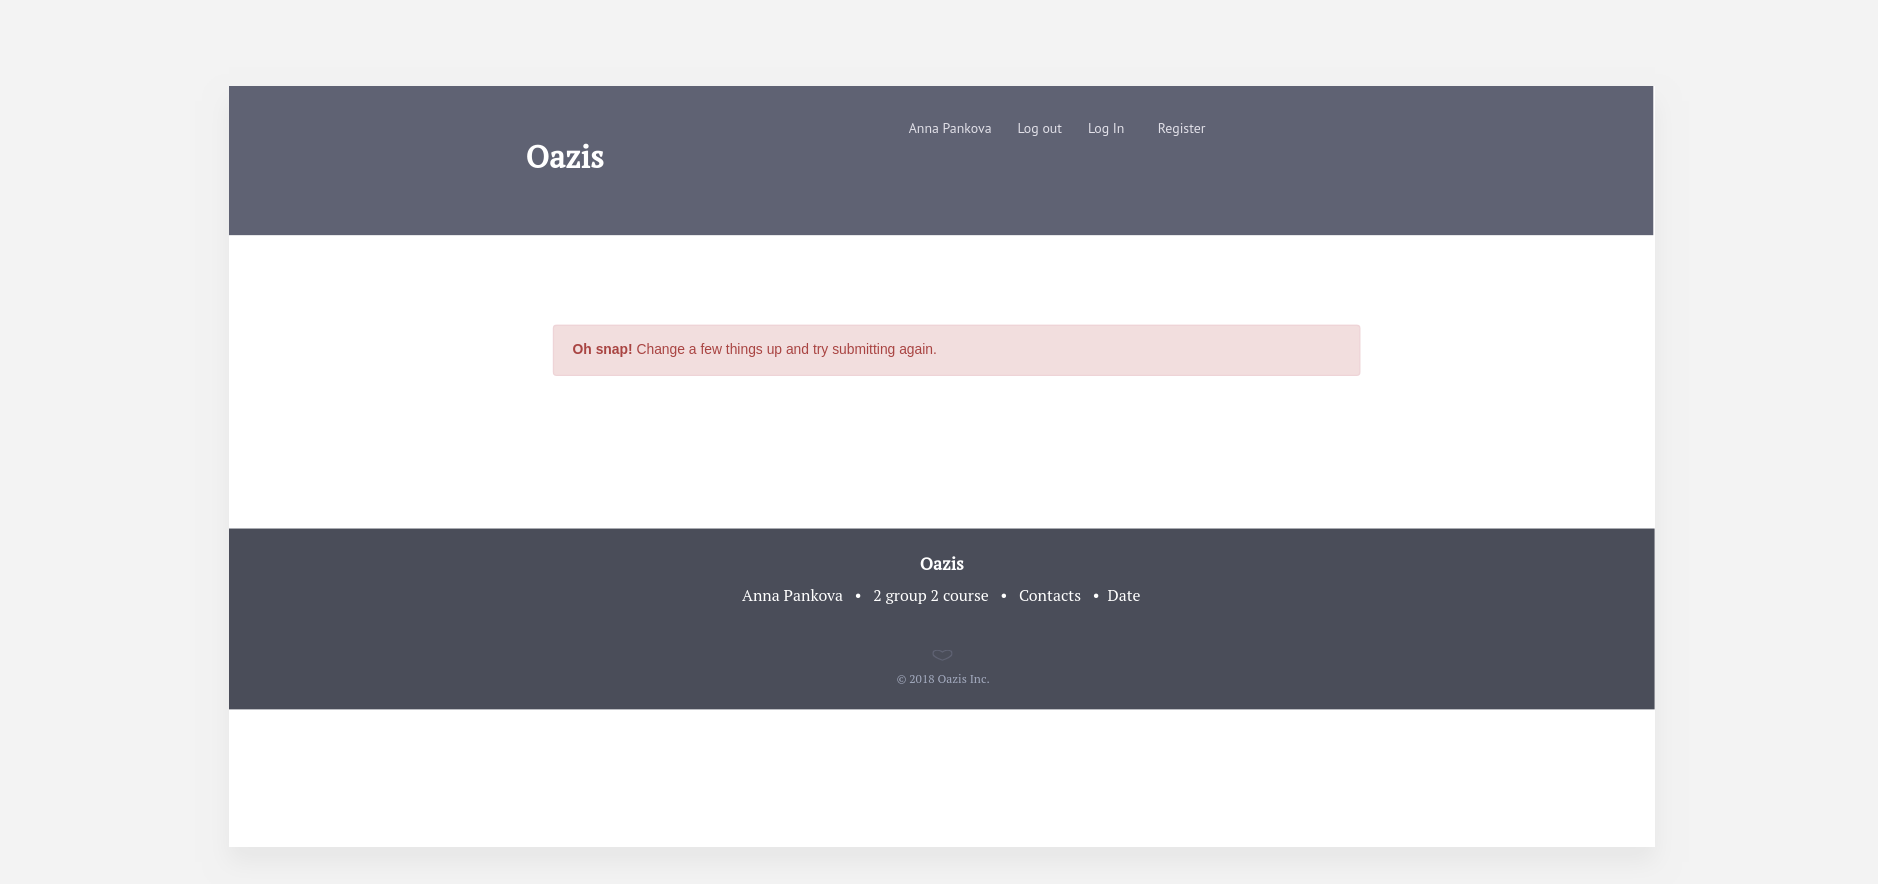 Anna Pankova Log out Log In Register
Oazis
Oh snap! Change a few things up and try submitting again.
Oazis
Anna Pankova • 2 group 2 course • Contacts • Date
© 2018 Oazis Inc.